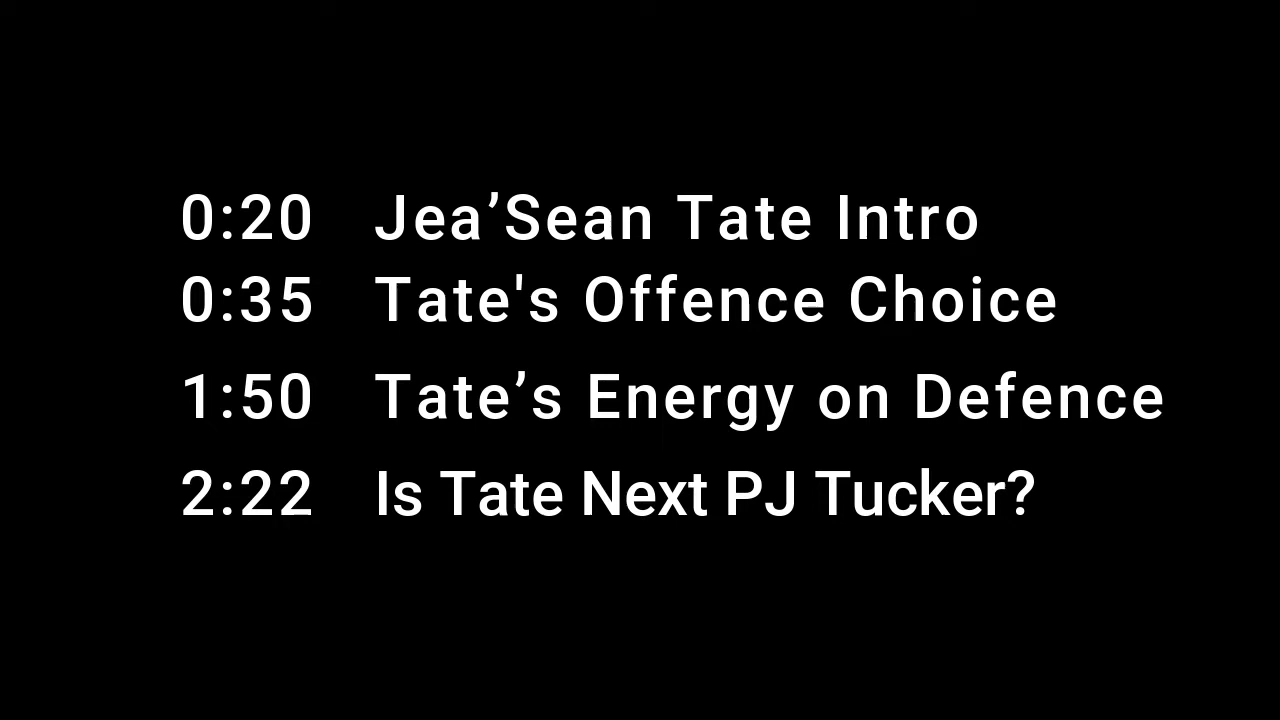 0:20 Jea’Sean Tate Intro
0:35 Tate's Offence Choice
1:50 Tate’s Energy on Defence
2:22 Is Tate Next PJ Tucker?